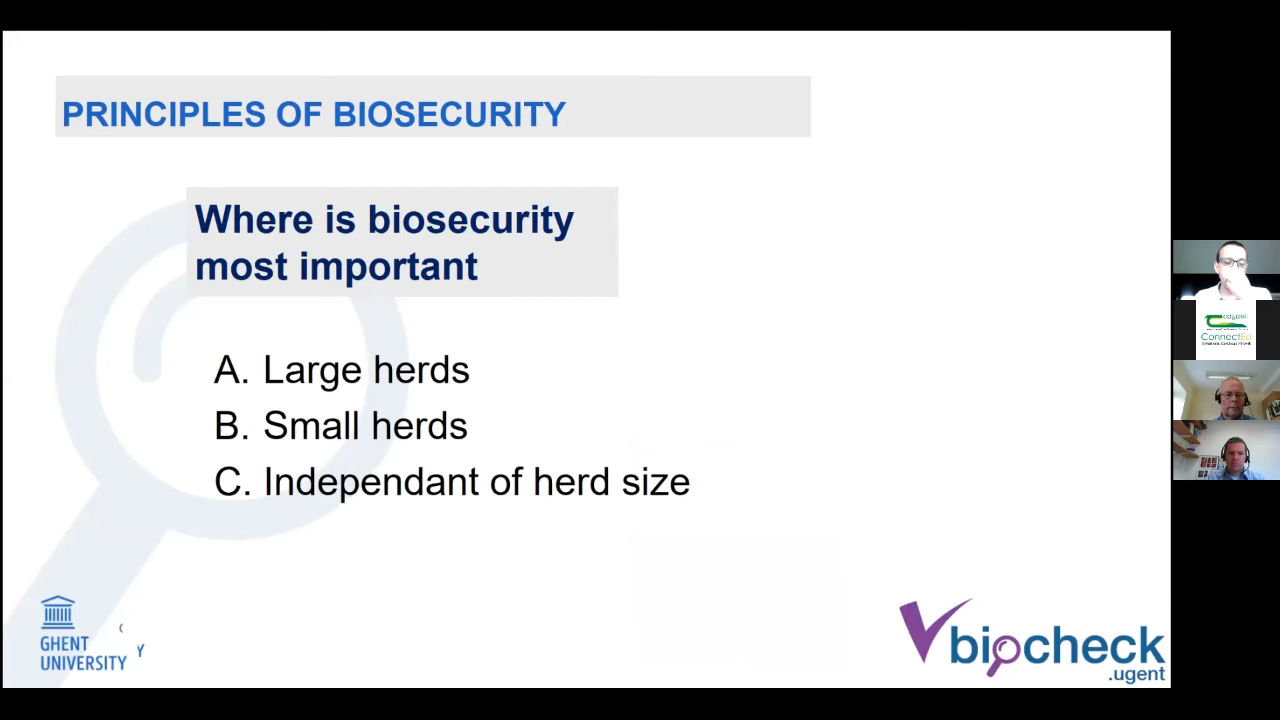 PRINCIPLES OF BIOSECURITY
Where is biosecurity
most important
A. Large herds
B. Small herds
C. Independant of herd size
GHENT
UNIVERSITY
Y
biocheck
.ugent
ConnectEd